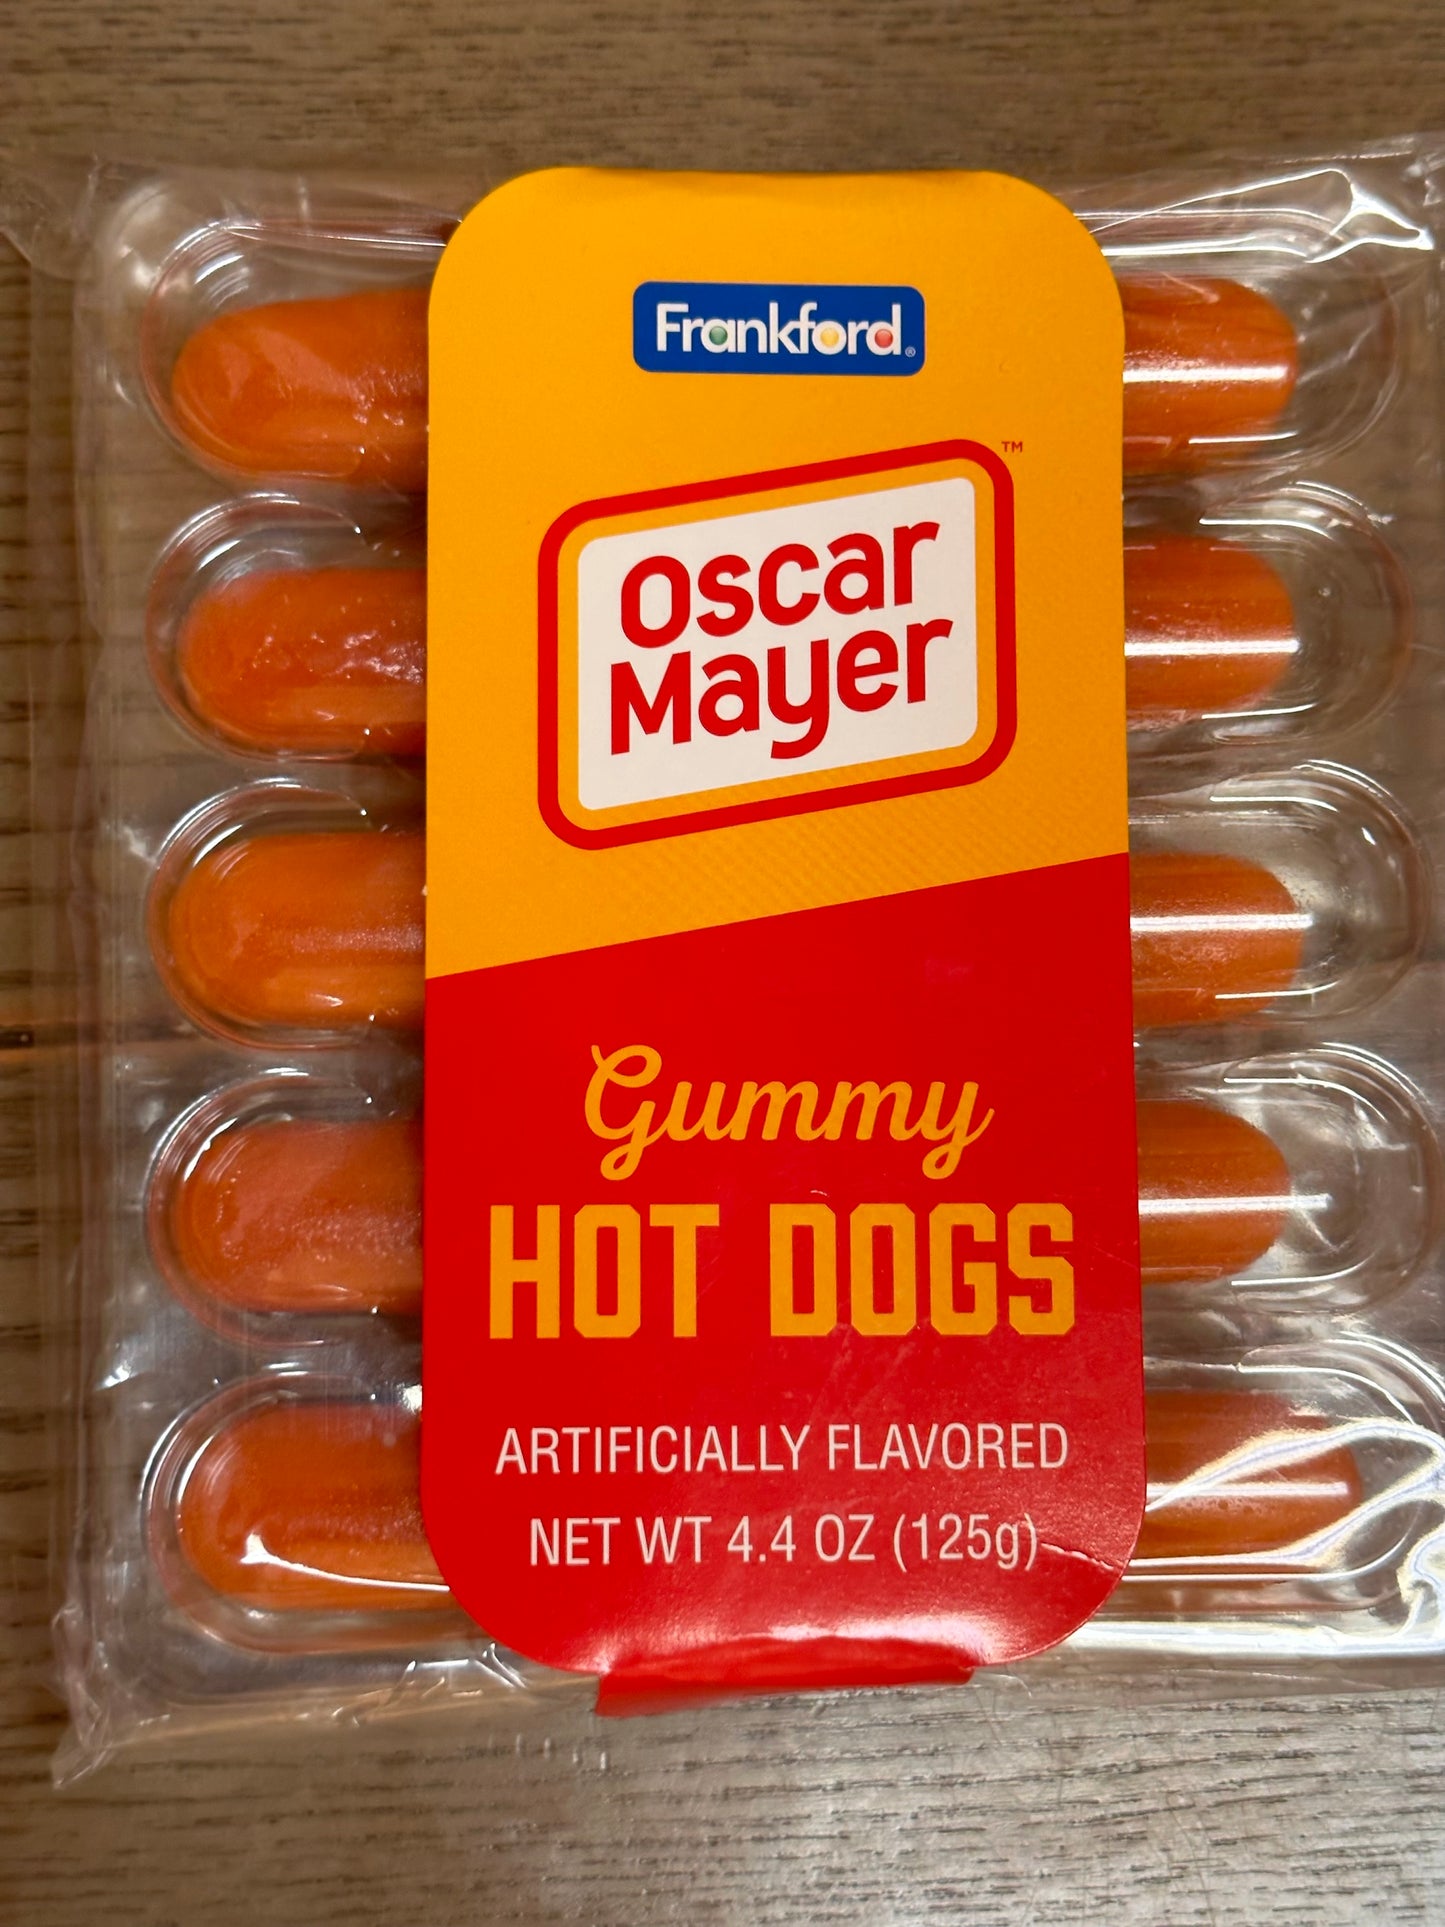 Frankford®
Oscar
Mayer™
Gummy
HOT DOGS
ARTIFICIALLY FLAVORED
NET WT 4.4 OZ (125g)